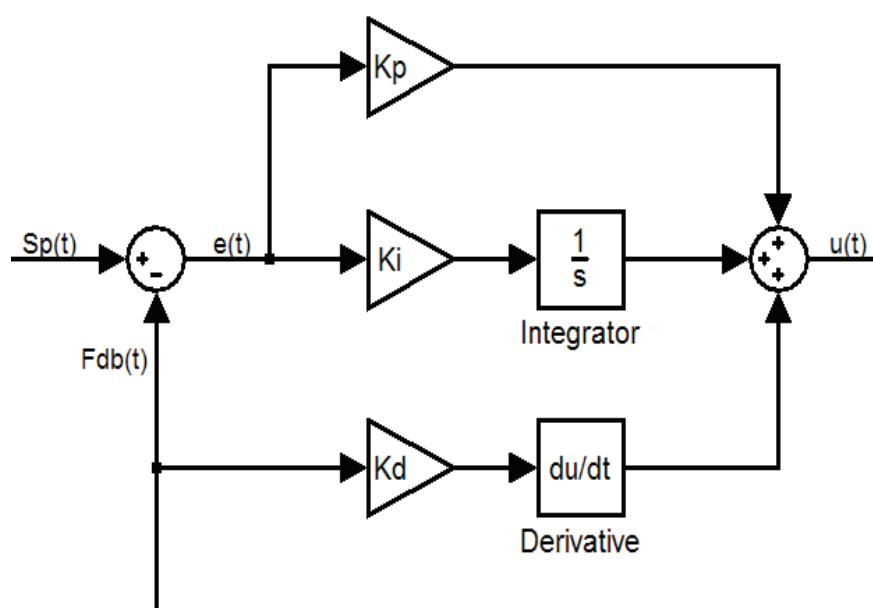 Kp
Sp(t)
+
-
e(t)
Ki
1
s
Integrator
+
+
+
u(t)
Fdb(t)
Kd
du/dt
Derivative